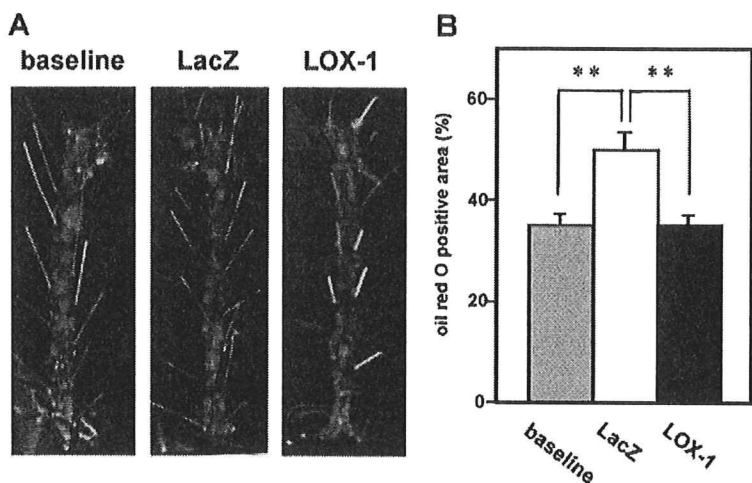 A
baseline LacZ LOX-1
B
oil red O positive area (%)
60
40
20
0
** **
baseline LacZ LOX-1